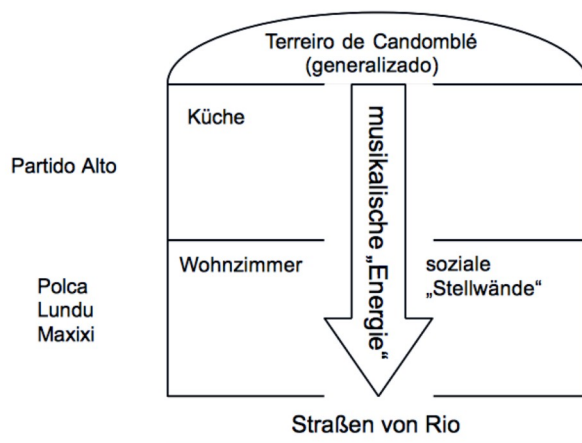 Terreiro de Candomblé
(generalizado)
Küche
Partido Alto
musikalische „Energie“
Wohnzimmer
soziale
„Stellwände“
Polca
Lundu
Maxixi
Straßen von Rio